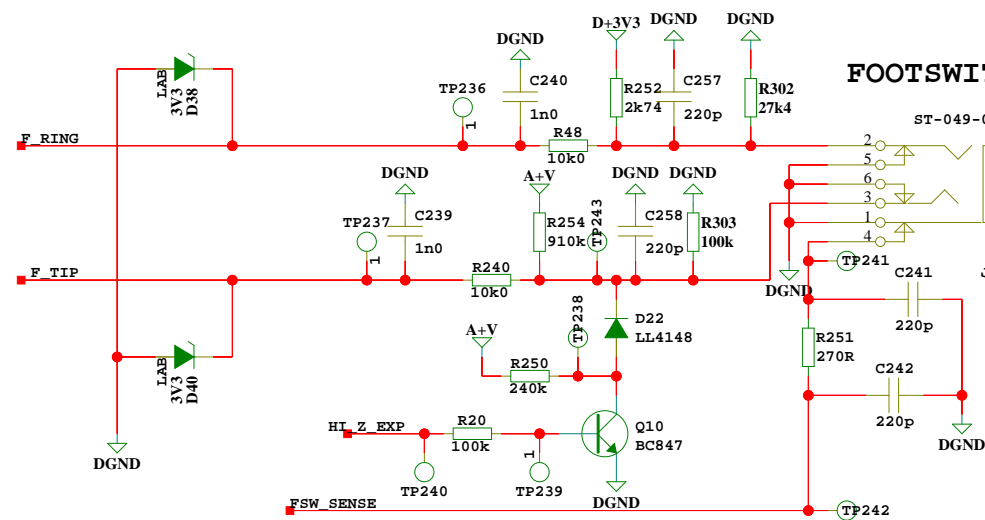 D+3V3
DGND
DGND
DGND
FOOTSWI
LAB
3V3
D38
TP236
1
C240
1n0
R252
2k74
C257
220p
R302
27k4
ST-049-0
F_RING
R48
10k0
2
5
6
3
1
4
DGND
A+V
DGND
DGND
TP237
1
C239
1n0
R254
910k
TP243
C258
220p
R303
100k
F_TIP
R240
10k0
DGND
TP241
C241
220p
J
LAB
3V3
D40
A+V
TP238
D22
LL4148
R251
270R
R250
240k
C242
220p
HI_Z_EXP
R20
100k
1
Q10
BC847
DGND
DGND
TP240
TP239
DGND
FSW_SENSE
TP242